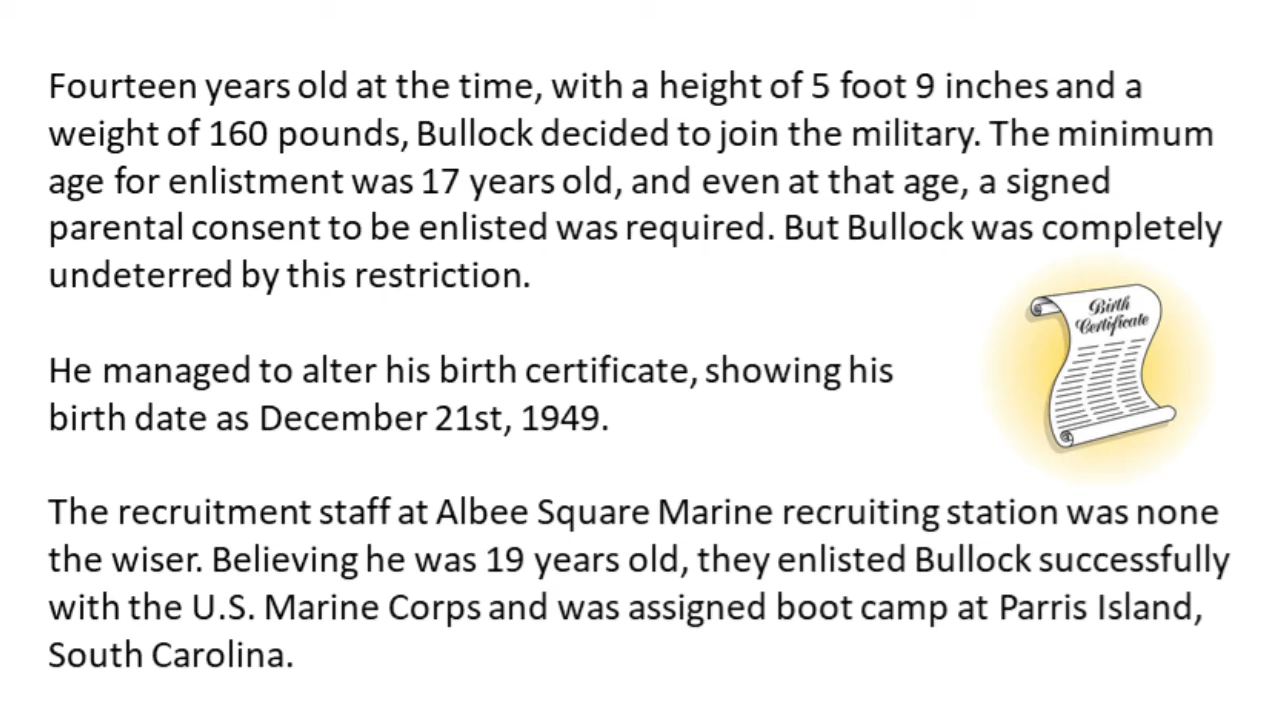 Fourteen years old at the time, with a height of 5 foot 9 inches and a
weight of 160 pounds, Bullock decided to join the military. The minimum
age for enlistment was 17 years old, and even at that age, a signed
parental consent to be enlisted was required. But Bullock was completely
undeterred by this restriction.
Birth
Certificate
He managed to alter his birth certificate, showing his
birth date as December 21st, 1949.
The recruitment staff at Albee Square Marine recruiting station was none
the wiser. Believing he was 19 years old, they enlisted Bullock successfully
with the U.S. Marine Corps and was assigned boot camp at Parris Island,
South Carolina.